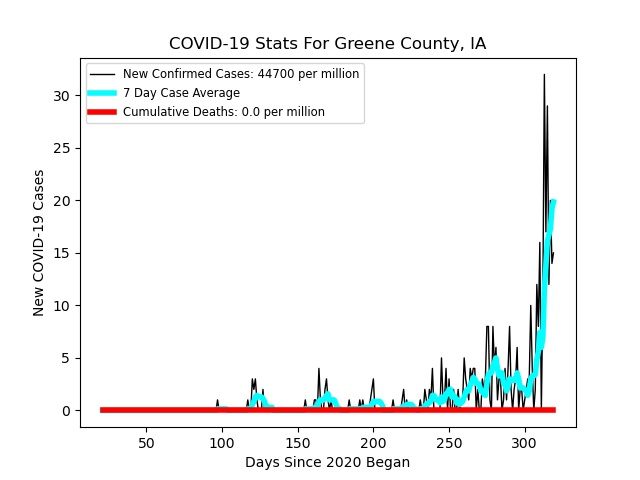 COVID-19 Stats For Greene County, IA
New Confirmed Cases: 44700 per million
7 Day Case Average
Cumulative Deaths: 0.0 per million
New COVID-19 Cases
30
25
20
15
10
5
0
50 100 150 200 250 300
Days Since 2020 Began